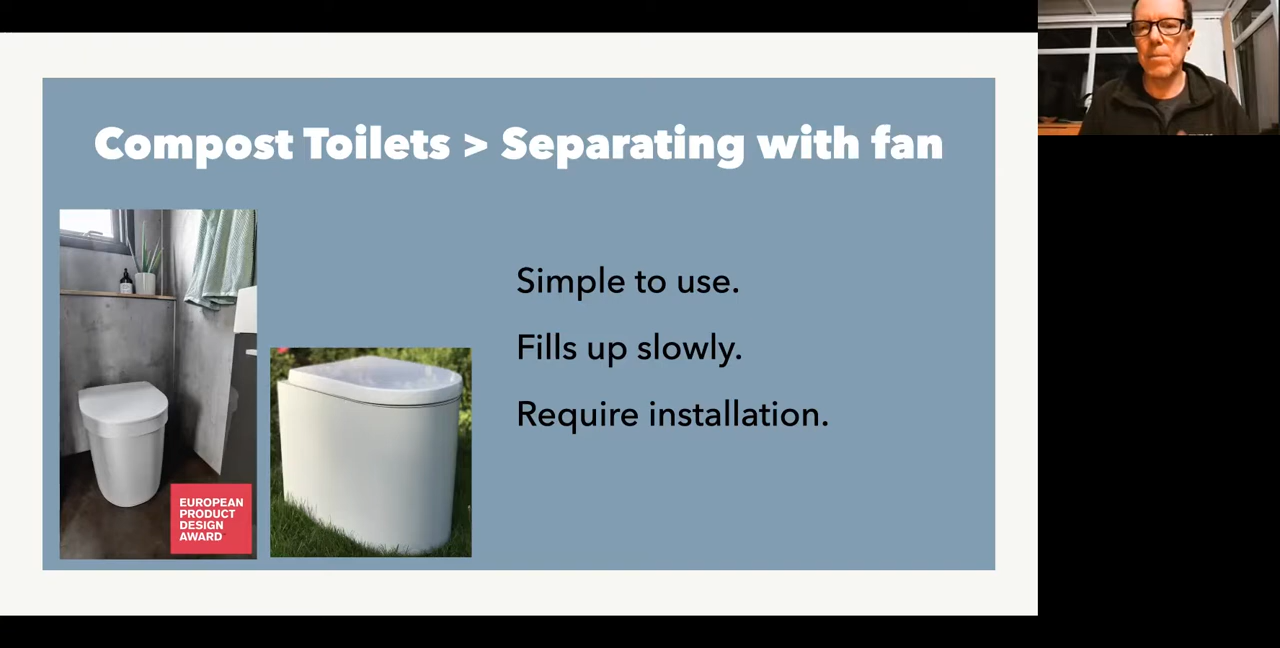 Compost Toilets > Separating with fan
Simple to use.
Fills up slowly.
Require installation.
EUROPEAN
PRODUCT
DESIGN
AWARD